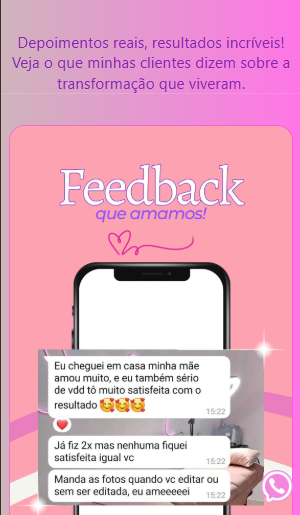 Depoimentos reais, resultados incríveis!
Veja o que minhas clientes dizem sobre a
transformação que viveram.
Feedback
que amamos!
Eu cheguei em casa minha mãe
amou muito, e eu também sério
de vdd tô muito satisfeita com o
resultado 🥰🥰🥰
15:22
Já fiz 2x mas nenhuma fiquei
satisfeita igual vc
15:22
Manda as fotos quando vc editar ou
sem ser editada, eu ameeeeei
15:22